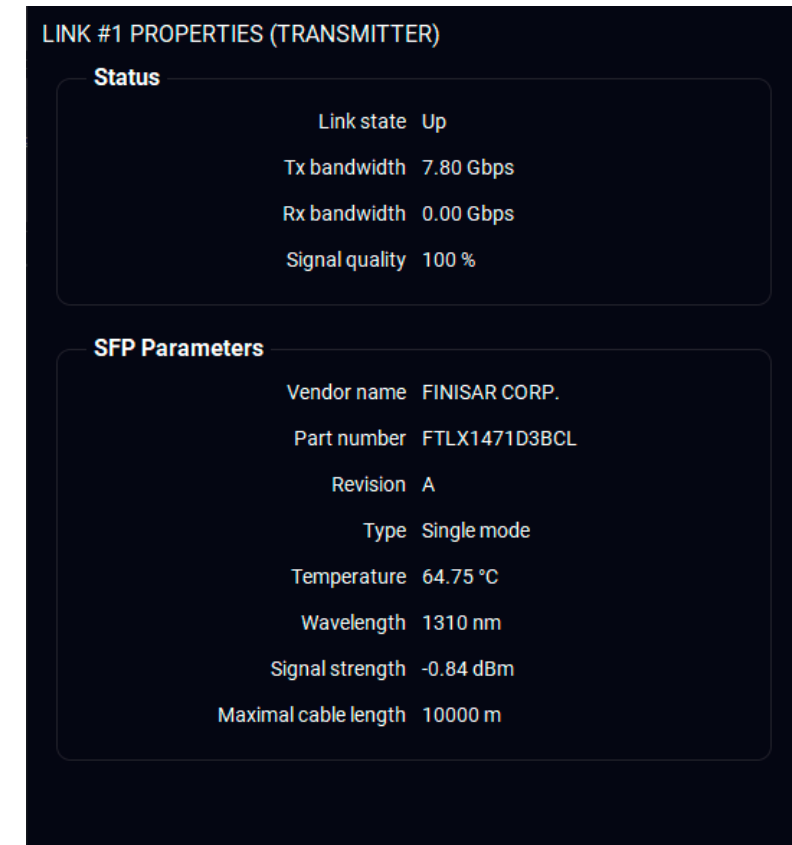 LINK #1 PROPERTIES (TRANSMITTER)
Status
Link state Up
Tx bandwidth 7.80 Gbps
Rx bandwidth 0.00 Gbps
Signal quality 100 %
SFP Parameters
Vendor name FINISAR CORP.
Part number FTLX1471D3BCL
Revision A
Type Single mode
Temperature 64.75 °C
Wavelength 1310 nm
Signal strength -0.84 dBm
Maximal cable length 10000 m